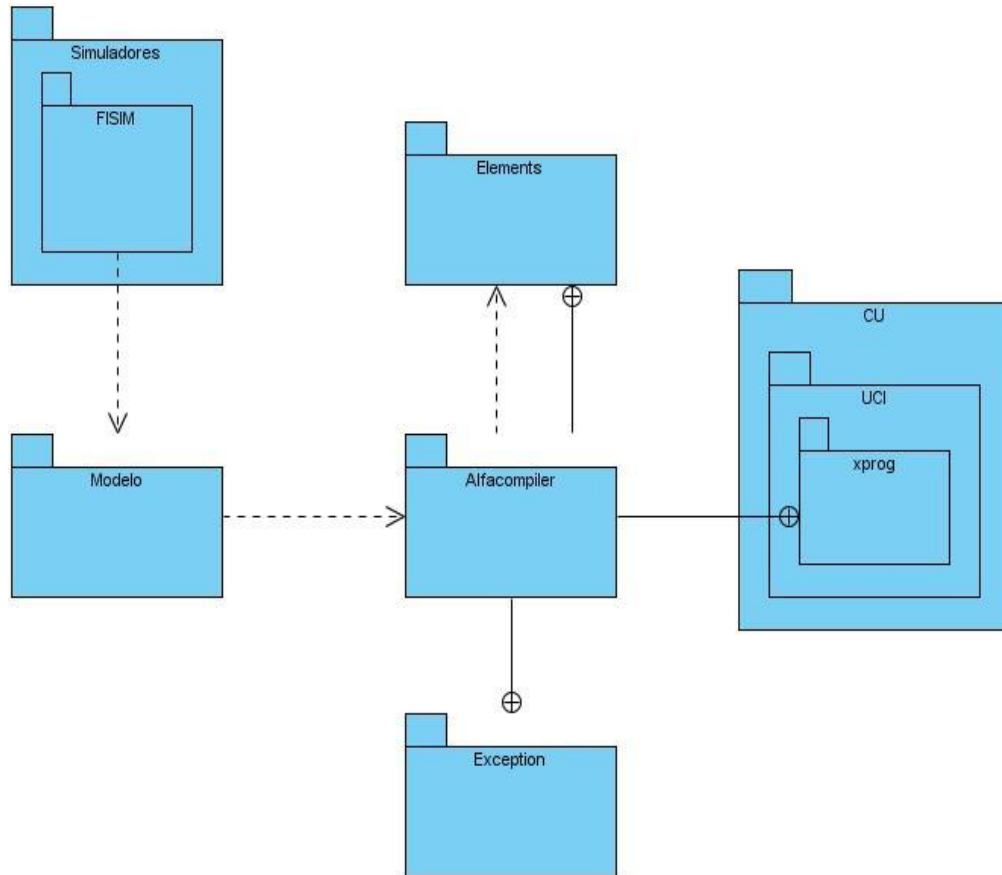 Simuladores
FISIM
Elements
CU
UCI
xprog
Modelo
Alfacompiler
Exception